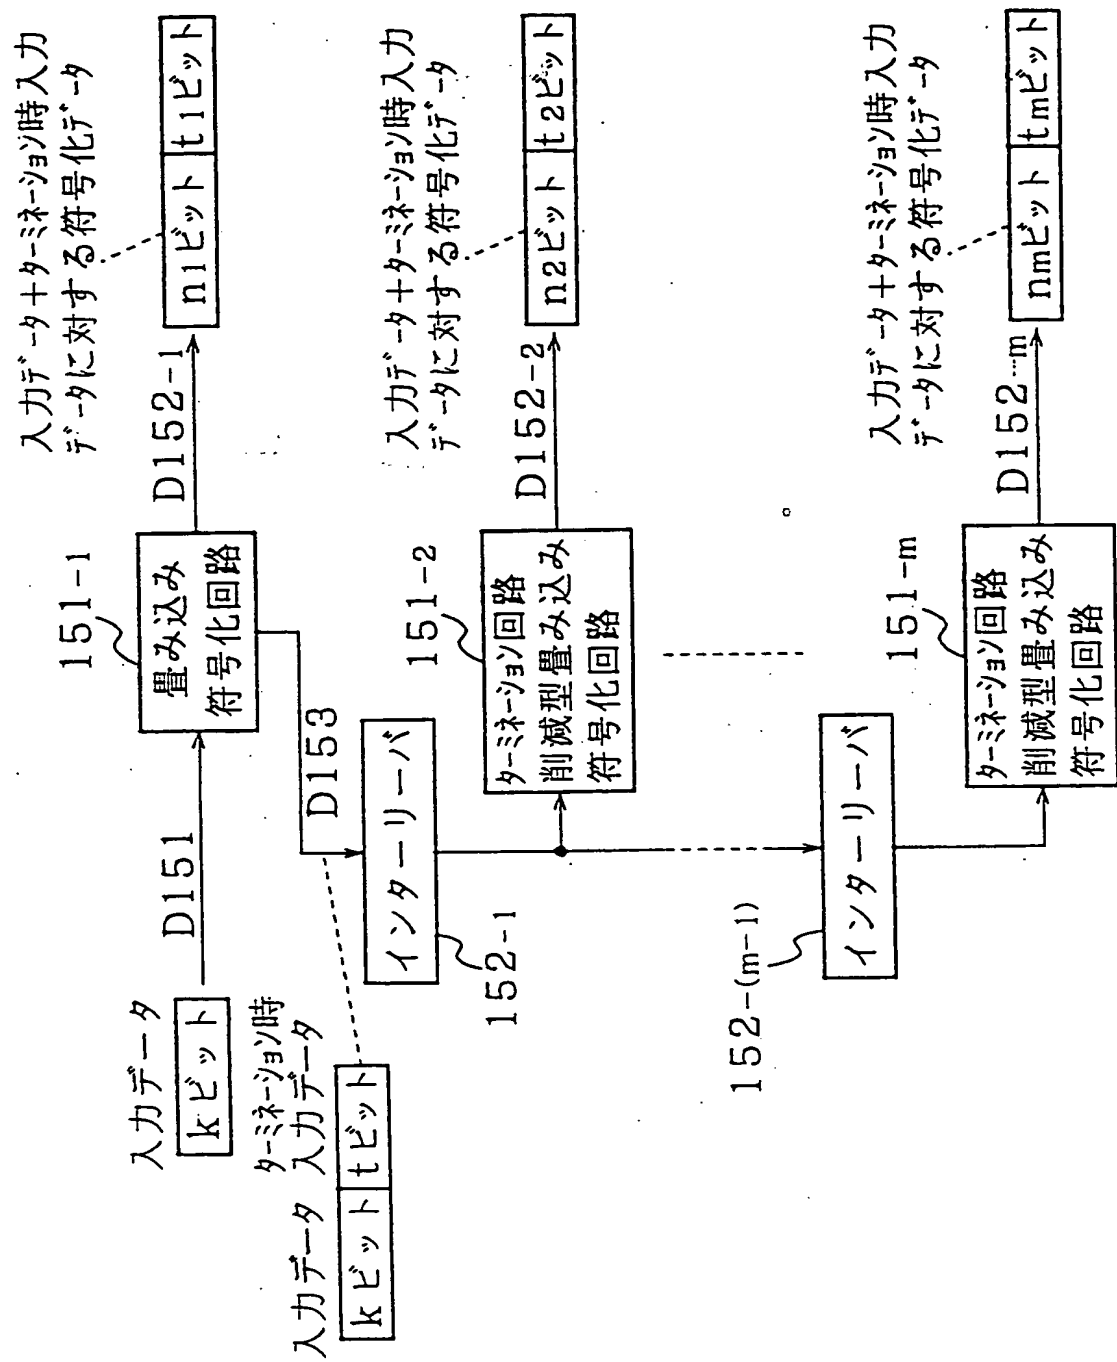 入力データ
kビット
D151
151-1
畳み込み
符号化回路
D152-1
入力データ＋ターミネーション時入力
データに対する符号化データ
n1ビット t1ビット
入力データ
ターミネーション時
入力データ
kビット tビット
D153
インターリーバ
152-1
151-2
ターミネーション回路
削減型畳み込み
符号化回路
D152-2
入力データ＋ターミネーション時入力
データに対する符号化データ
n2ビット t2ビット
152-(m-1)
インターリーバ
151-m
ターミネーション回路
削減型畳み込み
符号化回路
D152-m
入力データ＋ターミネーション時入力
データに対する符号化データ
nmビット tmビット